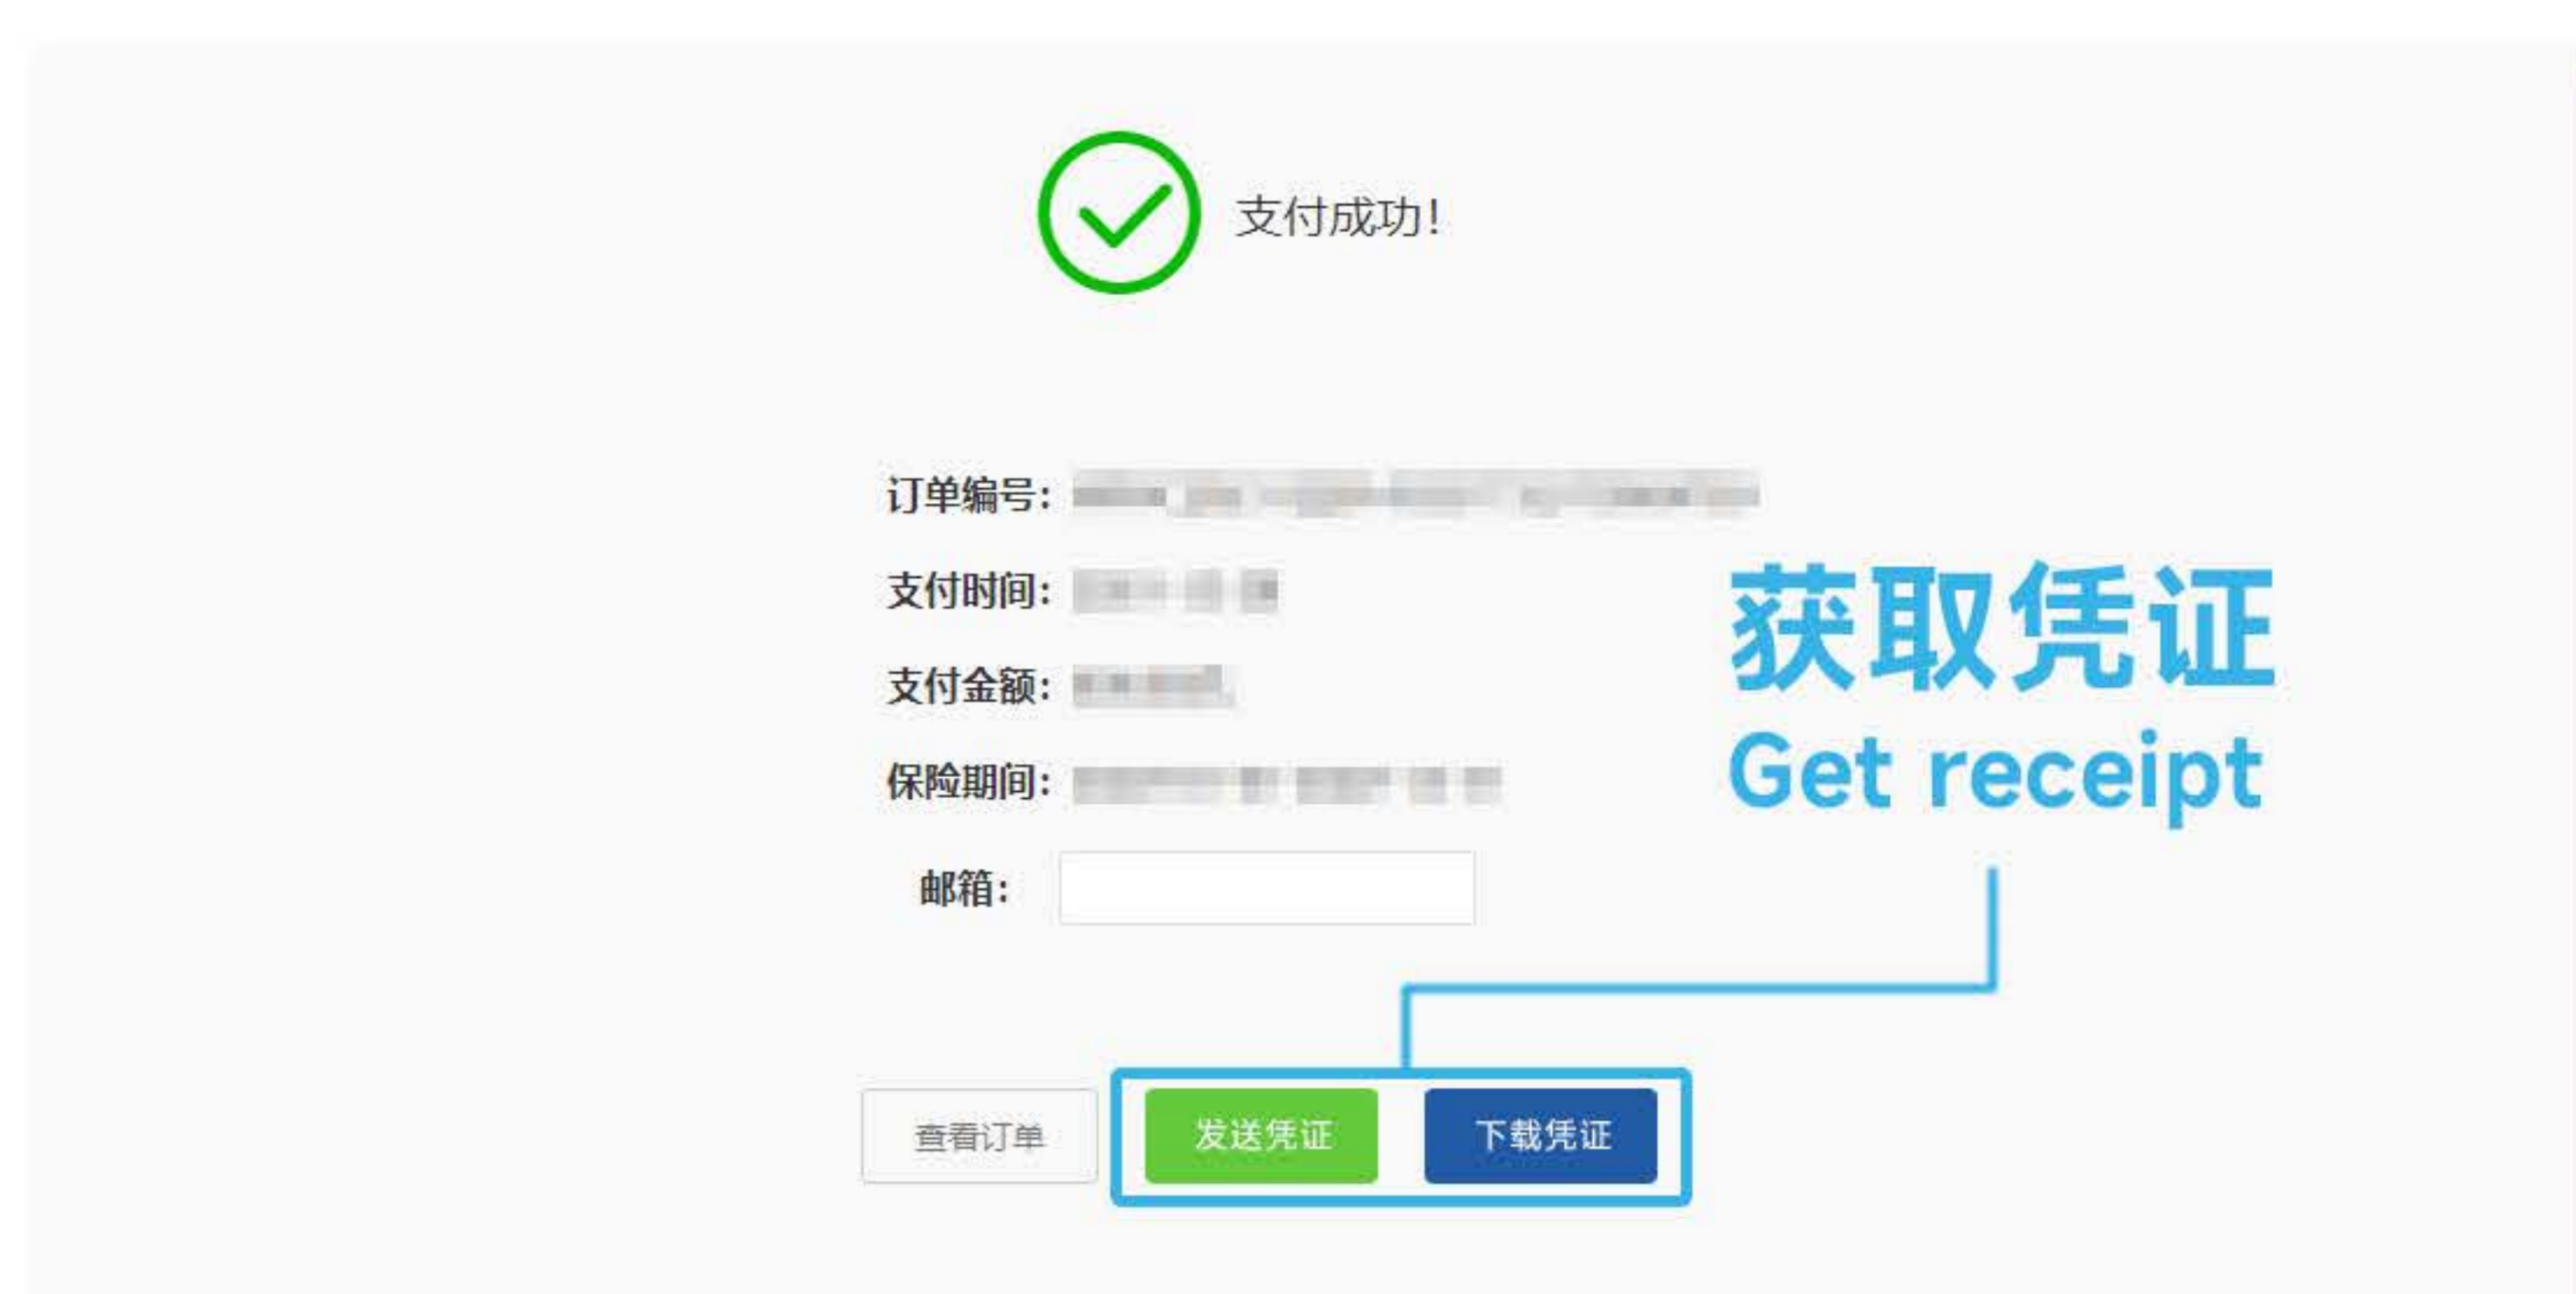 支付成功！
订单编号：
支付时间：
支付金额：
保险期间：
邮箱：
获取凭证
Get receipt
查看订单
发送凭证
下载凭证